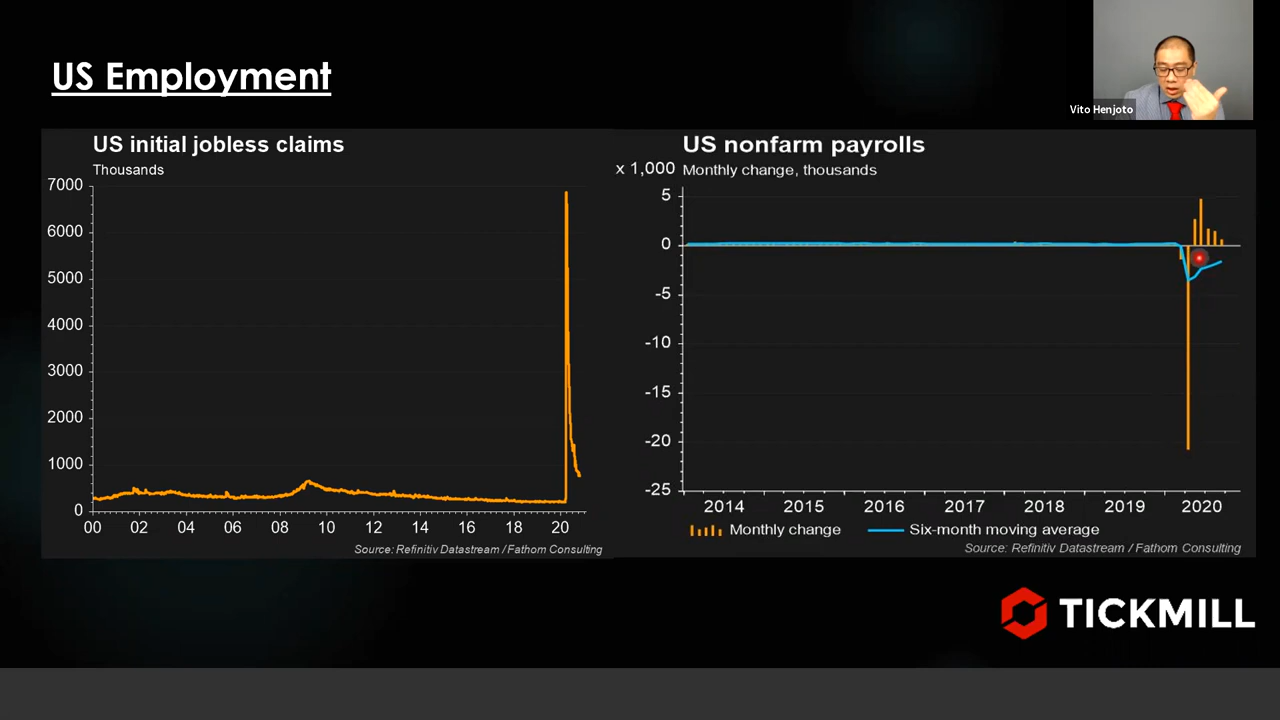 US Employment
Vito Henjoto
US initial jobless claims
Thousands
7000
6000
5000
4000
3000
2000
1000
0
00 02 04 06 08 10 12 14 16 18 20
Source: Refinitiv Datastream / Fathom Consulting
US nonfarm payrolls
x 1,000 Monthly change, thousands
5
0
-5
-10
-15
-20
-25
2014 2015 2016 2017 2018 2019 2020
Monthly change Six-month moving average
Source: Refinitiv Datastream / Fathom Consulting
TICKMILL